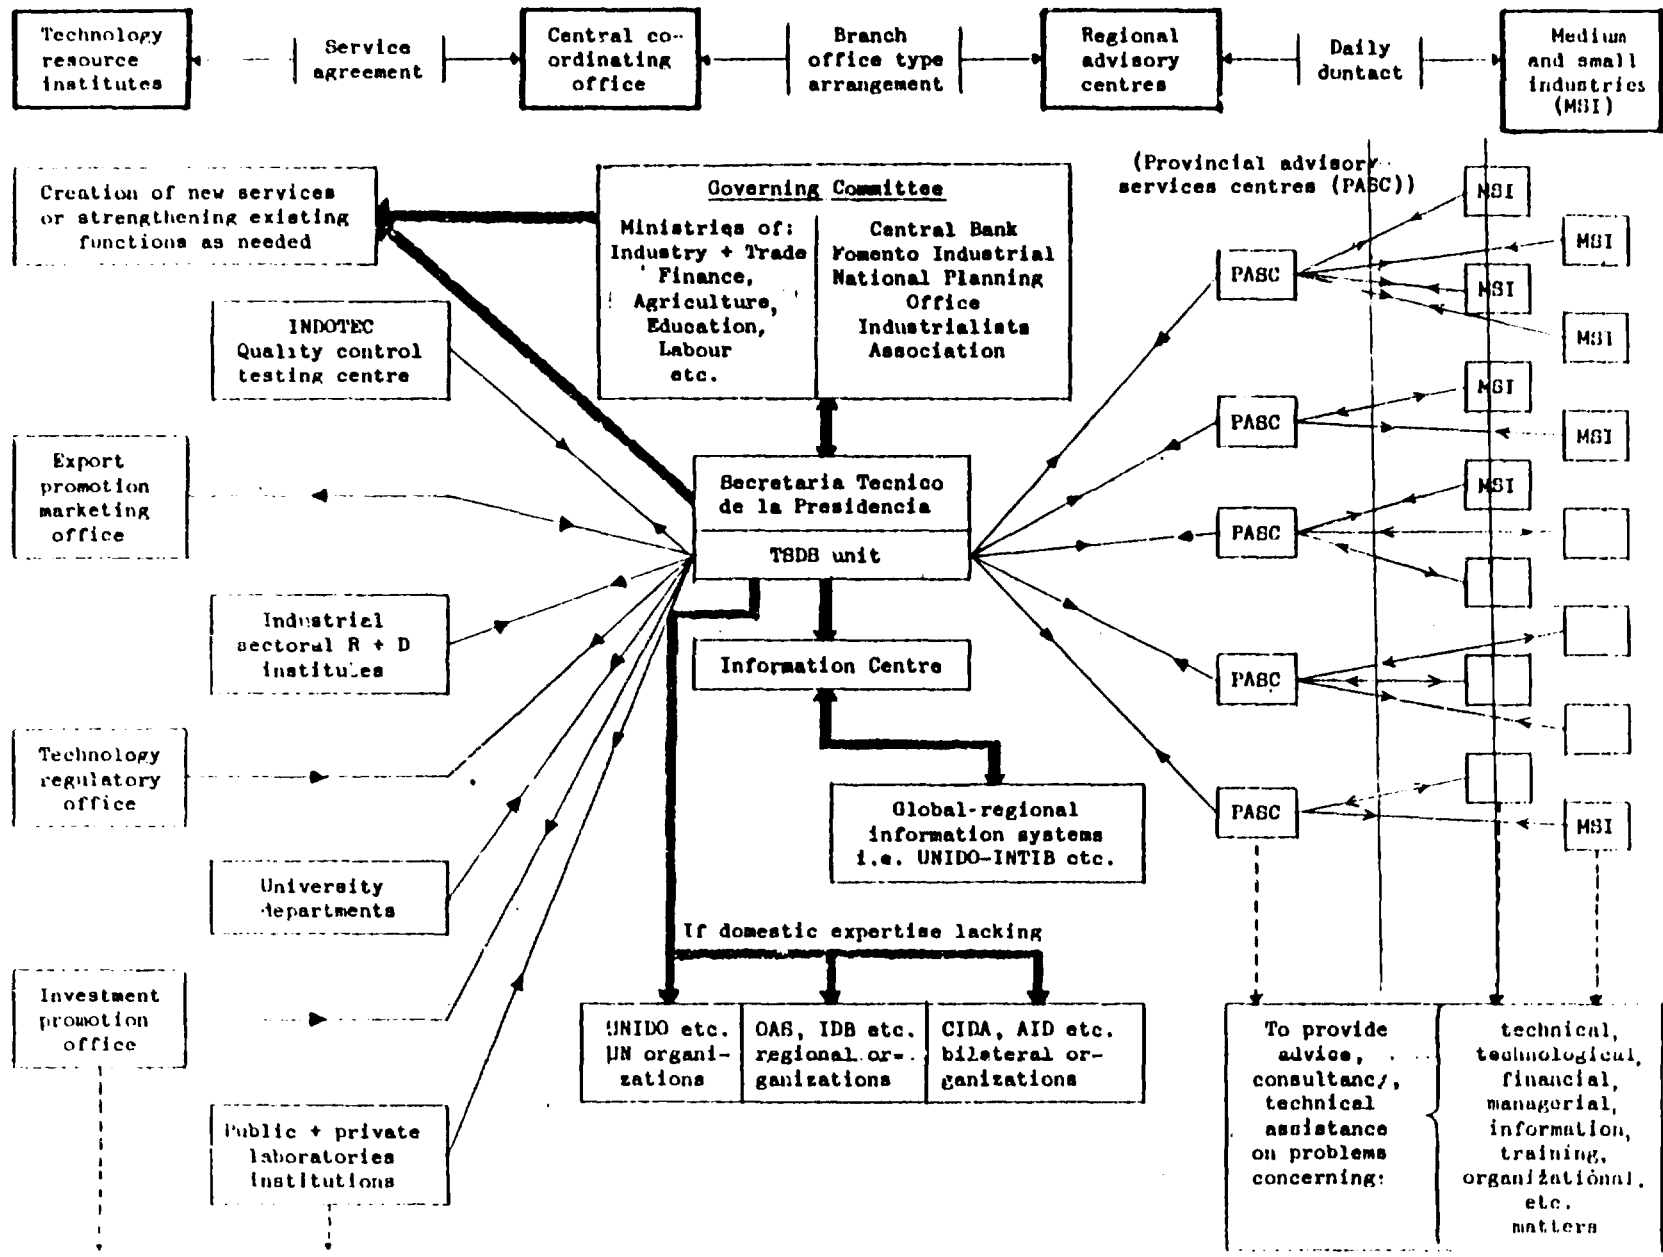 Technology
resource
institutes
Service
agreement
Central co-
ordinating
office
Branch
office type
arrangement
Regional
advisory
centres
Daily
duntact
Medium
and small
industries
(MSI)
Creation of new services
or strengthening existing
functions as needed
Governing Committee
Ministries of:
Industry + Trade
Finance,
Agriculture,
Education,
Labour
etc.
Central Bank
Fomento Industrial
National Planning
Office
Industrialists
Association
(Provincial advisory
services centres (PASC))
INDOTEC
Quality control
testing centre
Export
promotion
marketing
office
Industrial
sectoral R + D
institutes
Technology
regulatory
office
University
departments
Investment
promotion
office
Public + private
laboratories
institutions
Secretaria Tecnico
de la Presidencia
TSDS unit
Information Centre
Global-regional
information systems
i.e. UNIDO-INTIB etc.
If domestic expertise lacking
UNIDO etc.
UN organi-
zations
OAS, IDB etc.
regional or-
ganizations
CIDA, AID etc.
bilateral or-
ganizations
PASC
PASC
PASC
PASC
PASC
MSI
MSI
MSI
MSI
MSI
MSI
MSI
MSI
To provide
advice,
consultancy,
technical
assistance
on problems
concerning:
technical,
technological,
financial,
managerial,
information,
training,
organizational,
etc.
matters